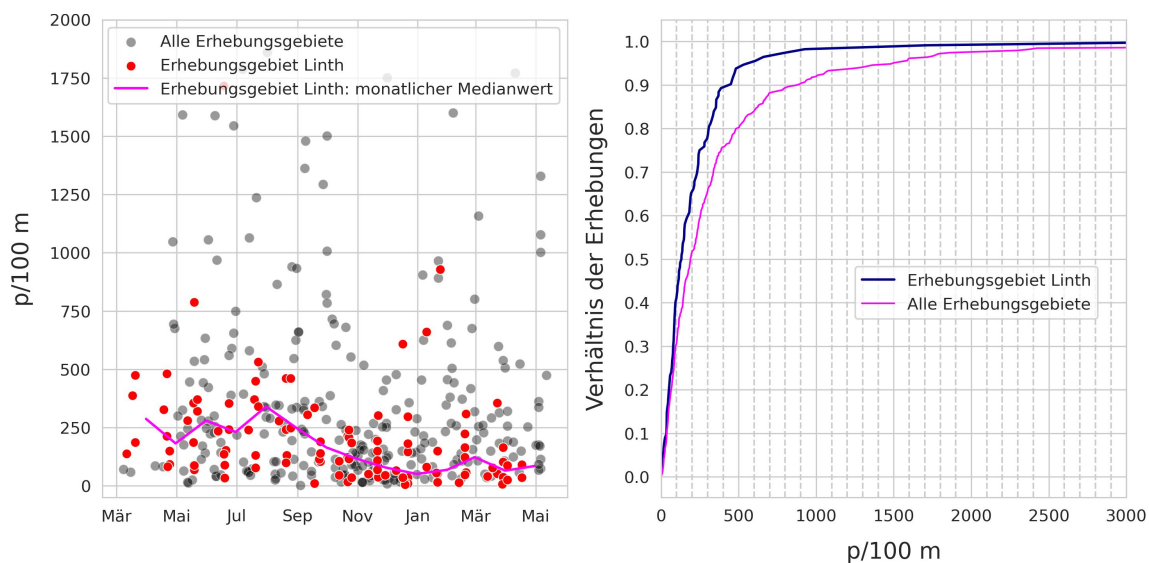 2000
1750
1500
1250
1000
750
500
250
0
p/100 m
Alle Erhebungsgebiete
Erhebungsgebiet Linth
Erhebungsgebiet Linth: monatlicher Medianwert
Mär Mai Jul Sep Nov Jan Mär Mai
1.0
0.9
0.8
0.7
0.6
0.5
0.4
0.3
0.2
0.1
0.0
Verhältnis der Erhebungen
Erhebungsgebiet Linth
Alle Erhebungsgebiete
0 500 1000 1500 2000 2500 3000
p/100 m